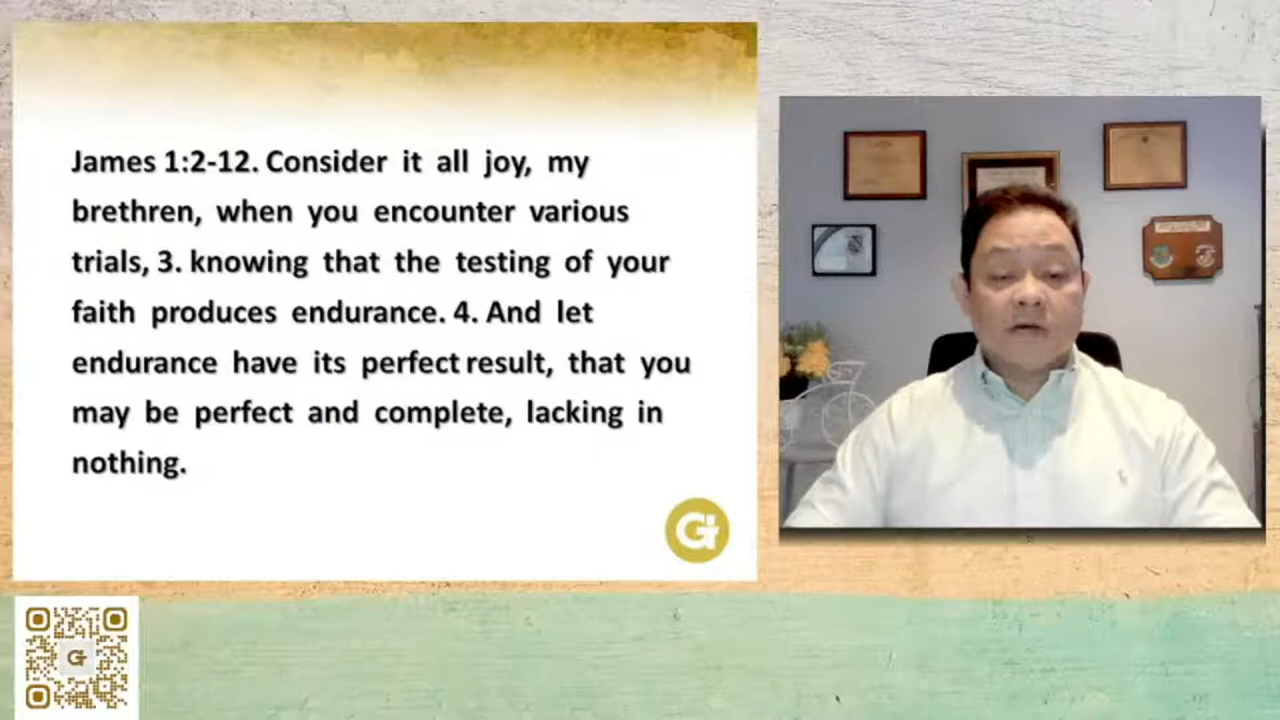 James 1:2-12. Consider it all joy, my
brethren, when you encounter various
trials, 3. knowing that the testing of your
faith produces endurance. 4. And let
endurance have its perfect result, that you
may be perfect and complete, lacking in
nothing.